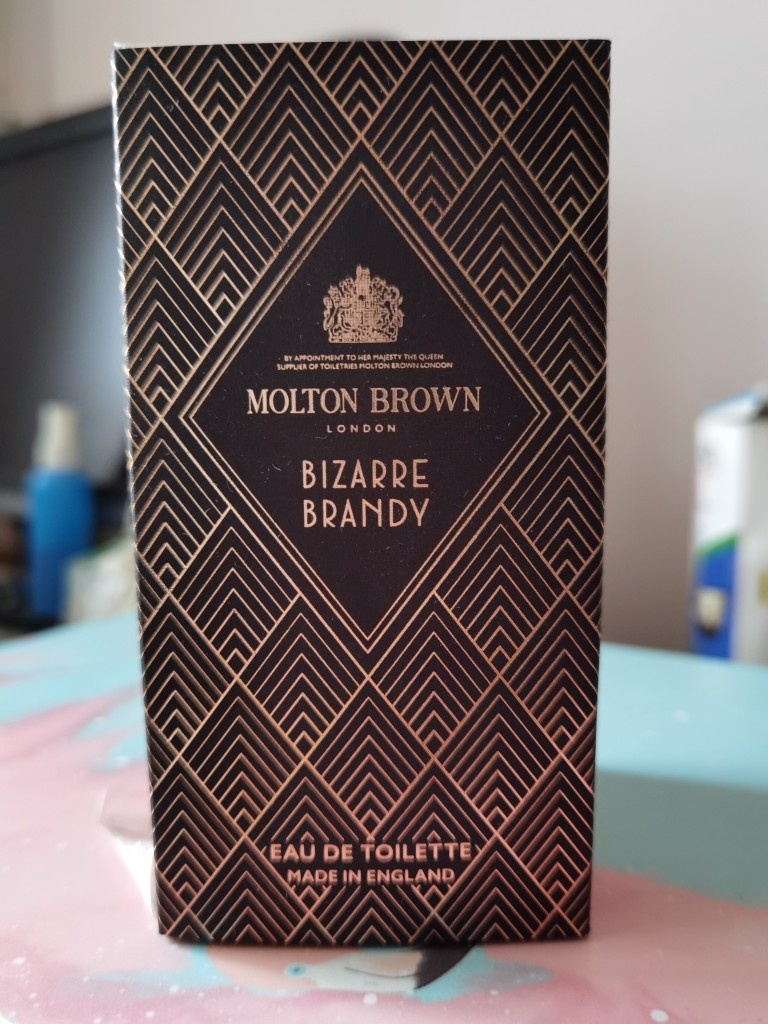 BY APPOINTMENT TO HER MAJESTY THE QUEEN
SUPPLIER OF TOILETRIES MOLTON BROWN LONDON
MOLTON BROWN
LONDON
BIZARRE
BRANDY
EAU DE TOILETTE
MADE IN ENGLAND